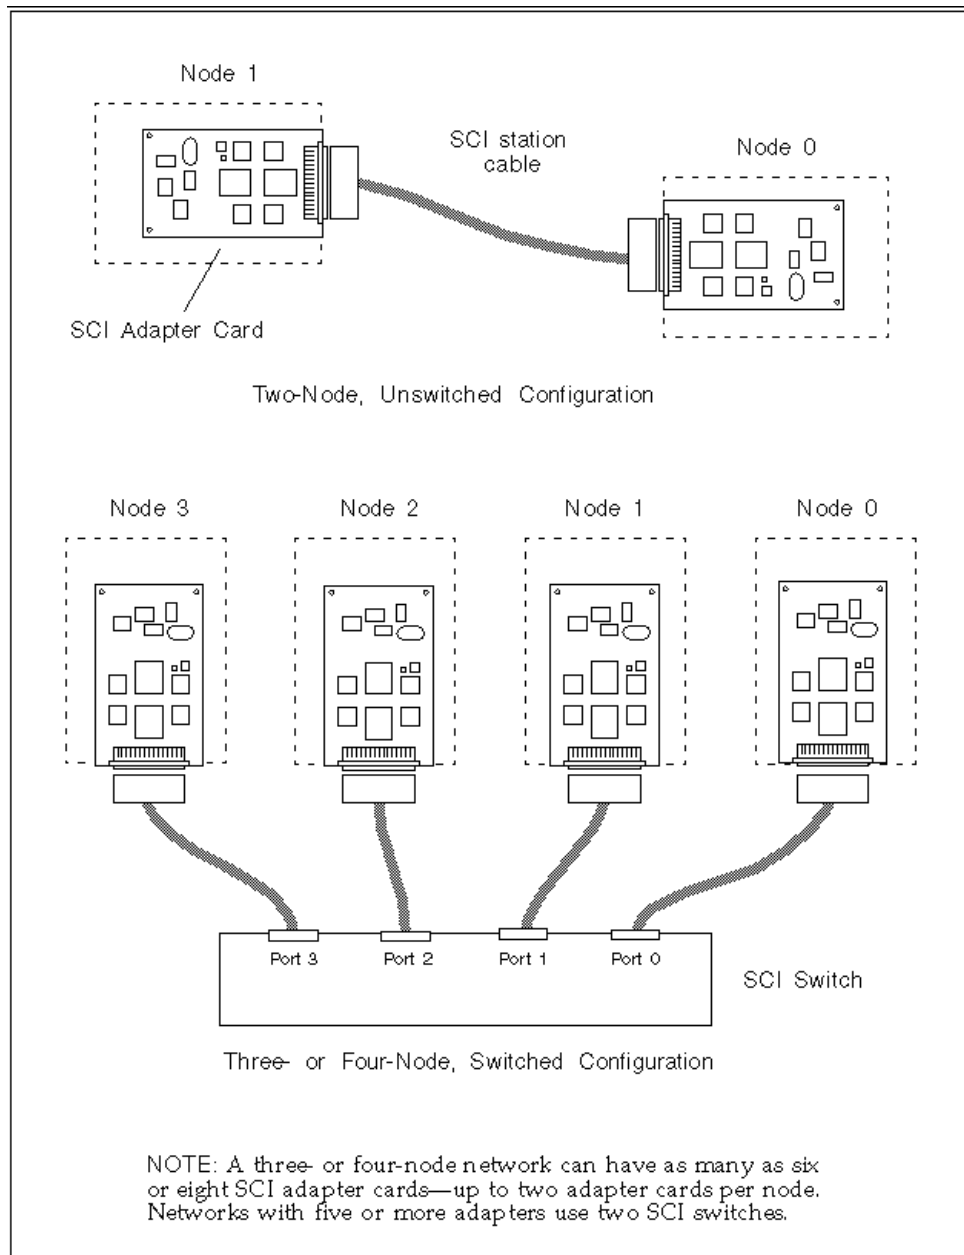 Node 1
SCI station
cable
Node 0
SCI Adapter Card
Two-Node, Unswitched Configuration
Node 3
Node 2
Node 1
Node 0
Port 3
Port 2
Port 1
Port 0
SCI Switch
Three- or Four-Node, Switched Configuration
NOTE: A three- or four-node network can have as many as six
or eight SCI adapter cards—up to two adapter cards per node.
Networks with five or more adapters use two SCI switches.